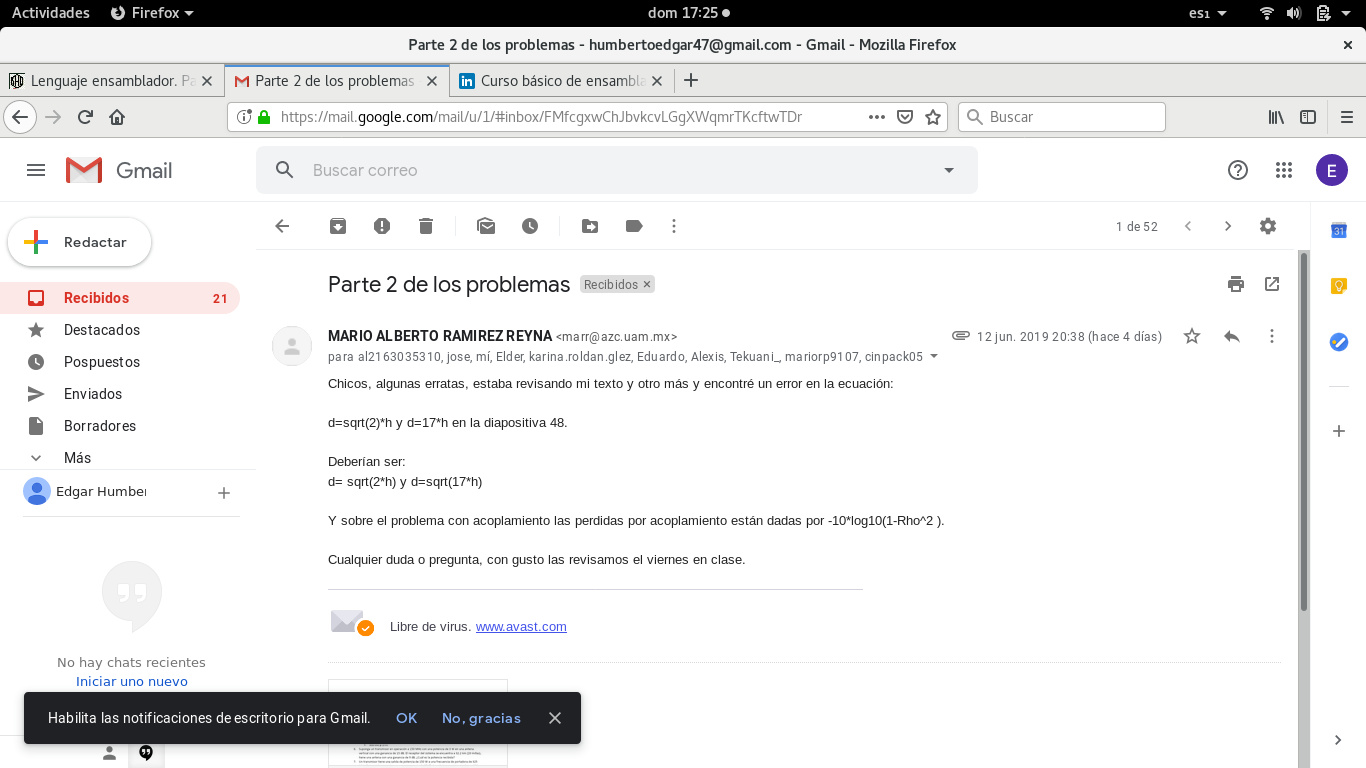 Actividades Firefox dom 17:25 es1
Parte 2 de los problemas - humbertoedgar47@gmail.com - Gmail - Mozilla Firefox
Lenguaje ensamblador. Pa Parte 2 de los problemas Curso básico de ensambla
https://mail.google.com/mail/u/1/#inbox/FMfcgxwChJbvkcvLGgXWqmrTKcftwTDr Buscar
Gmail Buscar correo E
Redactar 1 de 52
31
Parte 2 de los problemas Recibidos ×
Recibidos 21
Destacados
Pospuestos
Enviados
Borradores
Más
Edgar Humber
MARIO ALBERTO RAMIREZ REYNA <marr@azc.uam.mx> 12 jun. 2019 20:38 (hace 4 días)
para al2163035310, jose, mí, Elder, karina.roldan.glez, Eduardo, Alexis, Tekuani_, mariorp9107, cinpack05
Chicos, algunas erratas, estaba revisando mi texto y otro más y encontré un error en la ecuación:
d=sqrt(2)*h y d=17*h en la diapositiva 48.
Deberían ser:
d= sqrt(2*h) y d=sqrt(17*h)
Y sobre el problema con acoplamiento las perdidas por acoplamiento están dadas por -10*log10(1-Rho^2 ).
Cualquier duda o pregunta, con gusto las revisamos el viernes en clase.
Libre de virus. www.avast.com
No hay chats recientes
Iniciar uno nuevo
Habilita las notificaciones de escritorio para Gmail. OK No, gracias